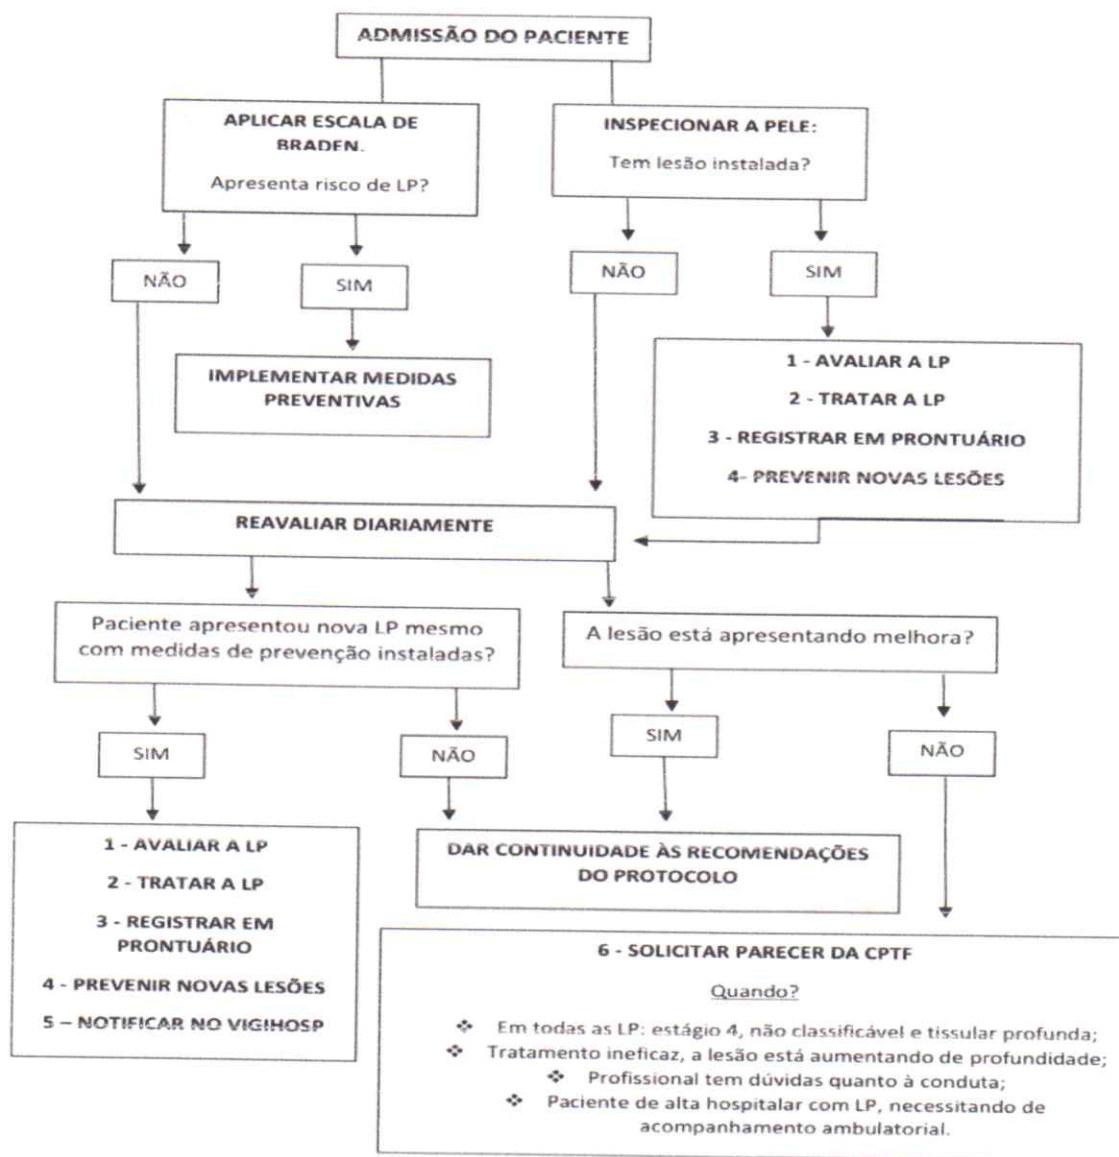 ADMISSÃO DO PACIENTE
APLICAR ESCALA DE
BRADEN.
Apresenta risco de LP?
INSPECIONAR A PELE:
Tem lesão instalada?
NÃO
SIM
NÃO
SIM
IMPLEMENTAR MEDIDAS
PREVENTIVAS
1 - AVALIAR A LP
2 - TRATAR A LP
3 - REGISTRAR EM PRONTUÁRIO
4- PREVENIR NOVAS LESÕES
REAVALIAR DIARIAMENTE
Paciente apresentou nova LP mesmo
com medidas de prevenção instaladas?
A lesão está apresentando melhora?
SIM
NÃO
SIM
NÃO
1 - AVALIAR A LP
2 - TRATAR A LP
3 - REGISTRAR EM
PRONTUÁRIO
4 - PREVENIR NOVAS LESÕES
5 – NOTIFICAR NO VIGIHOSP
DAR CONTINUIDADE ÀS RECOMENDAÇÕES
DO PROTOCOLO
6 - SOLICITAR PARECER DA CPTF
Quando?
❖ Em todas as LP: estágio 4, não classificável e tissular profunda;
❖ Tratamento ineficaz, a lesão está aumentando de profundidade;
❖ Profissional tem dúvidas quanto à conduta;
❖ Paciente de alta hospitalar com LP, necessitando de
acompanhamento ambulatorial.